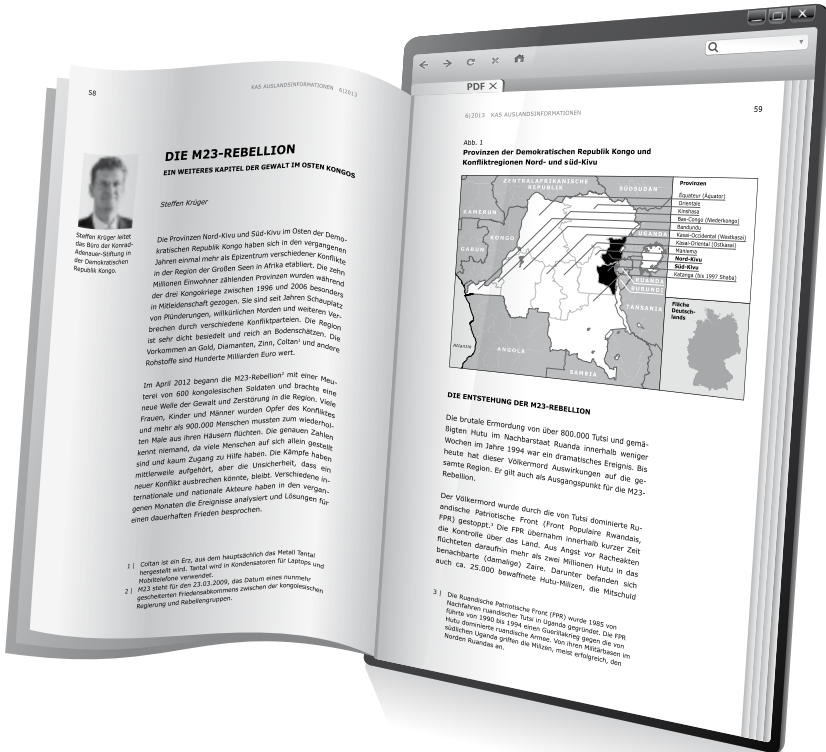 58
KAS AUSLANDSINFORMATIONEN 6|2013
DIE M23-REBELLION
EIN WEITERES KAPITEL DER GEWALT IM OSTEN KONGOS
Steffen Krüger
Steffen Krüger leitet
das Büro der Konrad-
Adenauer-Stiftung in
der Demokratischen
Republik Kongo.
Die Provinzen Nord-Kivu und Süd-Kivu im Osten der Demo-
kratischen Republik Kongo haben sich in den vergangenen
Jahren einmal mehr als Epizentrum verschiedener Konflikte
in der Region der Großen Seen in Afrika etabliert. Die zehn
Millionen Einwohner zählenden Provinzen wurden während
der drei Kongokriege zwischen 1996 und 2006 besonders
in Mitleidenschaft gezogen. Sie sind seit Jahren Schauplatz
von Plünderungen, willkürlichen Morden und weiteren Ver-
brechen durch verschiedene Konfliktparteien. Die Region
ist sehr dicht besiedelt und reich an Bodenschätzen. Die
Vorkommen an Gold, Diamanten, Zinn, Coltan¹ und andere
Rohstoffe sind Hunderte Milliarden Euro wert.
Im April 2012 begann die M23-Rebellion² mit einer Meu-
terei von 600 kongolesischen Soldaten und brachte eine
neue Welle der Gewalt und Zerstörung in die Region. Viele
Frauen, Kinder und Männer wurden Opfer des Konfliktes
und mehr als 900.000 Menschen mussten zum wiederhol-
ten Male aus ihren Häusern flüchten. Die genauen Zahlen
kennt niemand, da viele Menschen auf sich allein gestellt
sind und kaum Zugang zu Hilfe haben. Die Kämpfe haben
mittlerweile aufgehört, aber die Unsicherheit, dass ein
neuer Konflikt ausbrechen könnte, bleibt. Verschiedene in-
ternationale und nationale Akteure haben in den vergan-
genen Monaten die Ereignisse analysiert und Lösungen für
einen dauerhaften Frieden besprochen.
1 | Coltan ist ein Erz, aus dem hauptsächlich das Metall Tantal
hergestellt wird. Tantal wird in Kondensatoren für Laptops und
Mobiltelefone verwendet.
2 | M23 steht für den 23.03.2009, das Datum eines nunmehr
gescheiterten Friedensabkommens zwischen der kongolesischen
Regierung und Rebellengruppen.
PDF
6|2013 KAS AUSLANDSINFORMATIONEN
59
Abb. 1
Provinzen der Demokratischen Republik Kongo und
Konfliktregionen Nord- und süd-Kivu
ZENTRALAFRIKANISCHE
REPUBLIK
SÜDSUDAN
KAMERUN
GABUN
KONGO
UGANDA
RUANDA
BURUNDI
TANSANIA
Atlantik
ANGOLA
SAMBIA
Provinzen
Équateur (Äquator)
Orientale
Kinshasa
Bas-Congo (Niederkongo)
Bandundu
Kasai-Occidental (Westkasai)
Kasai-Oriental (Ostkasai)
Maniema
Nord-Kivu
Süd-Kivu
Katanga (bis 1997 Shaba)
Fläche
Deutsch-
lands
DIE ENTSTEHUNG DER M23-REBELLION
Die brutale Ermordung von über 800.000 Tutsi und gemä-
ßigten Hutu im Nachbarstaat Ruanda innerhalb weniger
Wochen im Jahre 1994 war ein dramatisches Ereignis. Bis
heute hat dieser Völkermord Auswirkungen auf die ge-
samte Region. Er gilt auch als Ausgangspunkt für die M23-
Rebellion.
Der Völkermord wurde durch die von Tutsi dominierte Ru-
andische Patriotische Front (Front Populaire Rwandais,
FPR) gestoppt.³ Die FPR übernahm innerhalb kurzer Zeit
die Kontrolle über das Land. Aus Angst vor Racheakten
flüchteten daraufhin mehr als zwei Millionen Hutu in das
benachbarte (damalige) Zaire. Darunter befanden sich
auch ca. 25.000 bewaffnete Hutu-Milizen, die Mitschuld
3 | Die Ruandische Patriotische Front (FPR) wurde 1985 von
Nachfahren ruandischer Tutsi in Uganda gegründet. Die FPR
führte von 1990 bis 1994 einen Guerillakrieg gegen die von
Hutu dominierte ruandische Armee. Von ihren Militärbasen im
südlichen Uganda griffen die Milizen, meist erfolgreich, den
Norden Ruandas an.